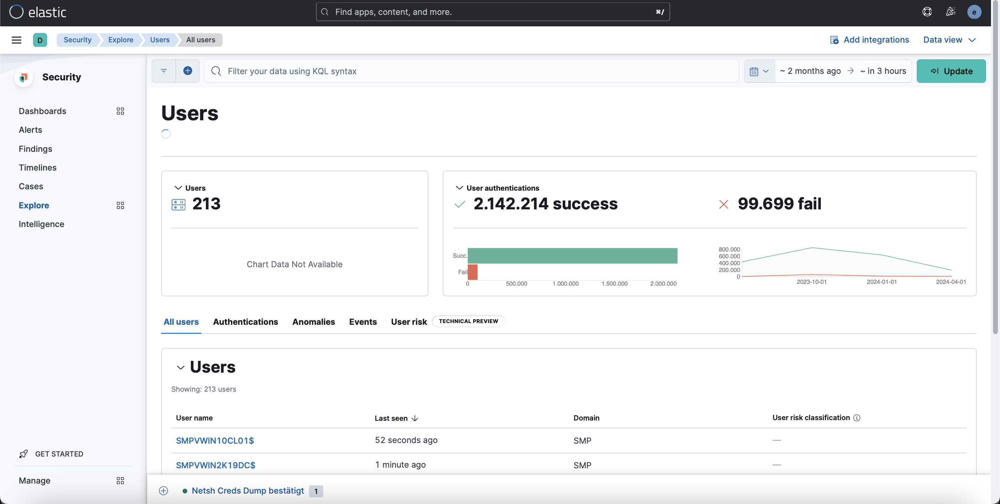 elastic
Find apps, content, and more.
⌘/
e
D
Security
Explore
Users
All users
Add integrations
Data view
Security
Filter your data using KQL syntax
~ 2 months ago → ~ in 3 hours
Update
Dashboards
Alerts
Findings
Timelines
Cases
Explore
Intelligence
GET STARTED
Manage
Users
Users
213
Chart Data Not Available
User authentications
2.142.214 success
99.699 fail
Succ.
Fail
0 500.000 1.000.000 1.500.000 2.000.000
800.000
600.000
400.000
200.000
0
2023-10-01 2024-01-01 2024-04-01
All users Authentications Anomalies Events User risk TECHNICAL PREVIEW
Users
Showing: 213 users
User name Last seen Domain User risk classification
SMPVWIN10CL01$ 52 seconds ago SMP —
SMPVWIN2K19DC$ 1 minute ago SMP —
Netsh Creds Dump bestätigt 1